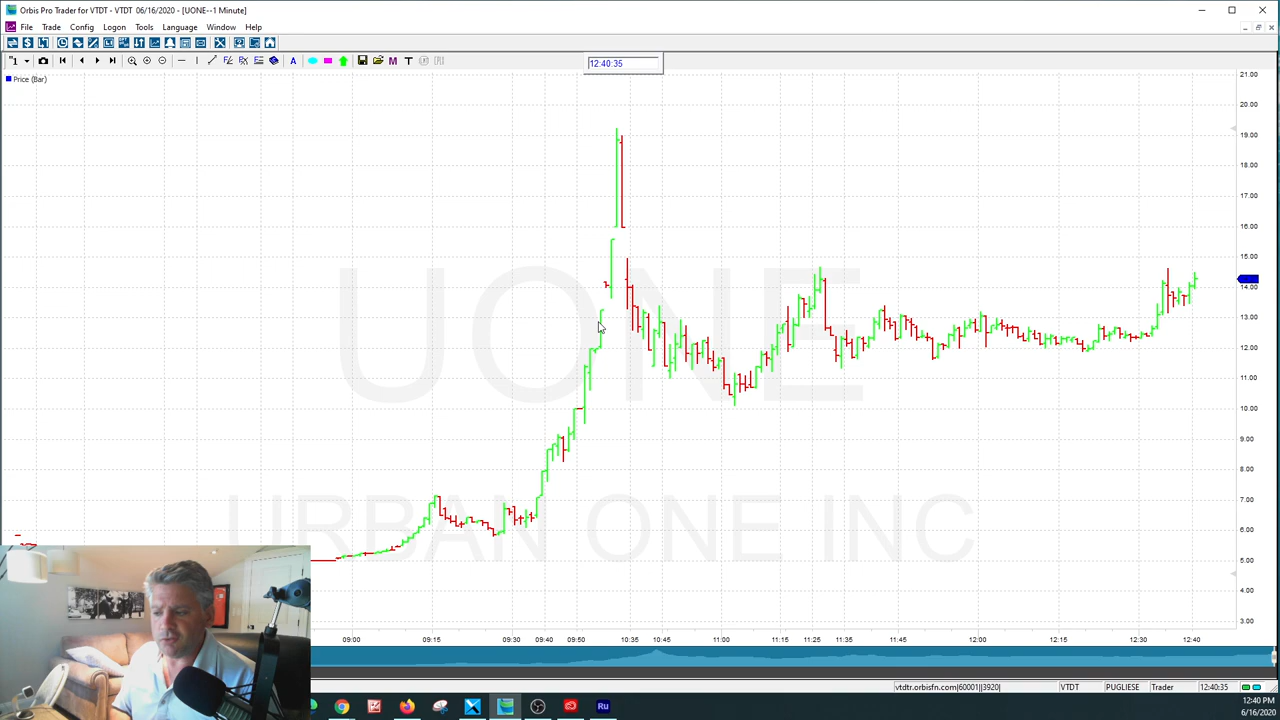 Orbis Pro Trader for VTDT - VTDT 06/16/2020 - [UONE--1 Minute]
File Trade Config Logon Tools Language Window Help
"1 A M T
12:40:35
Price (Bar)
21.00
20.00
19.00
18.00
17.00
16.00
15.00
14.00
13.00
12.00
11.00
10.00
9.00
8.00
7.00
6.00
5.00
4.00
3.00
UONE
URBAN ONE INC
09:00 09:15 09:30 09:40 09:50 10:35 10:45 11:00 11:25 11:35 11:45 12:00 12:15 12:30 12:40
vtdtr.orbisfn.com|60001||3920| VTDT PUGLIESE Trader 12:40:35
Ru
12:40 PM
6/16/2020